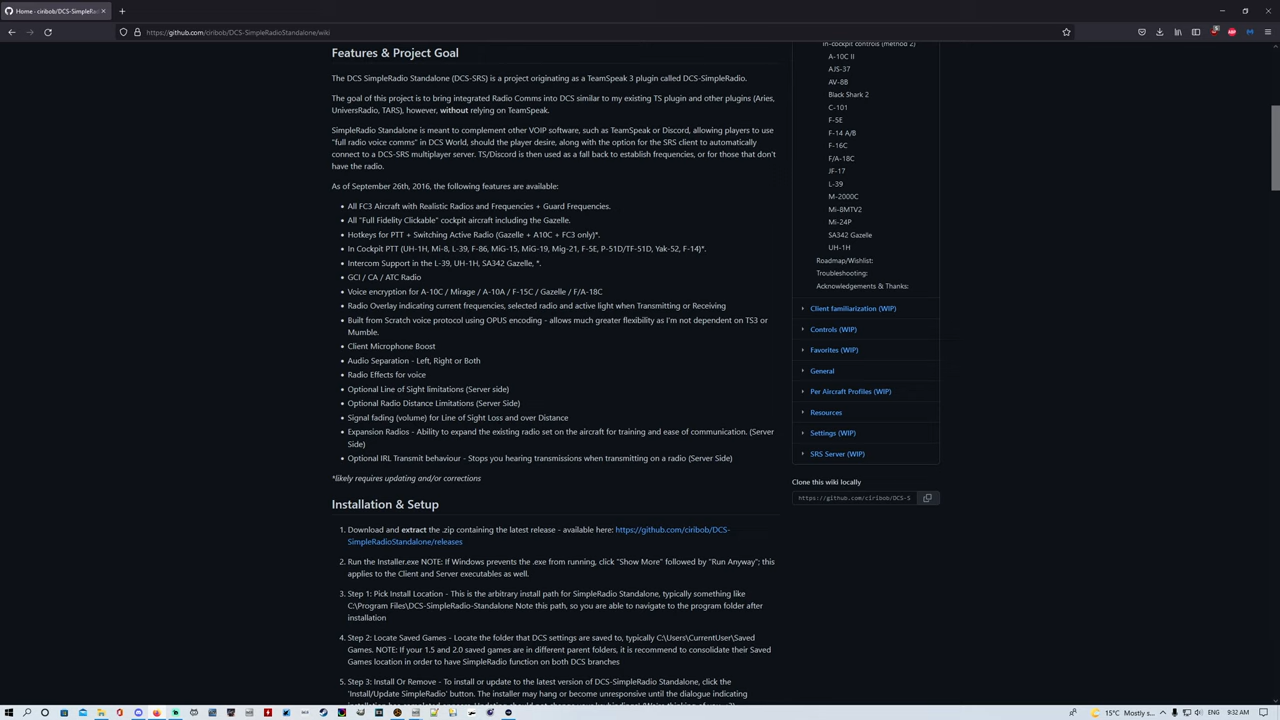 Home - ciribob/DCS-SimpleRa
https://github.com/ciribob/DCS-SimpleRadioStandalone/wiki
Features & Project Goal
The DCS SimpleRadio Standalone (DCS-SRS) is a project originating as a TeamSpeak 3 plugin called DCS-SimpleRadio.
The goal of this project is to bring integrated Radio Comms into DCS similar to my existing TS plugin and other plugins (Aries,
UniversRadio, TARS), however, without relying on TeamSpeak.
SimpleRadio Standalone is meant to complement other VOIP software, such as TeamSpeak or Discord, allowing players to use
"full radio voice comms" in DCS World, should the player desire, along with the option for the SRS client to automatically
connect to a DCS-SRS multiplayer server. TS/Discord is then used as a fall back to establish frequencies, or for those that don't
have the radio.
As of September 26th, 2016, the following features are available:
• All FC3 Aircraft with Realistic Radios and Frequencies + Guard Frequencies.
• All "Full Fidelity Clickable" cockpit aircraft including the Gazelle.
• Hotkeys for PTT + Switching Active Radio (Gazelle + A10C + FC3 only)*.
• In Cockpit PTT (UH-1H, Mi-8, L-39, F-86, MiG-15, MiG-19, Mig-21, F-5E, P-51D/TF-51D, Yak-52, F-14)*.
• Intercom Support in the L-39, UH-1H, SA342 Gazelle, *.
• GCI / CA / ATC Radio
• Voice encryption for A-10C / Mirage / A-10A / F-15C / Gazelle / F/A-18C
• Radio Overlay indicating current frequencies, selected radio and active light when Transmitting or Receiving
• Built from Scratch voice protocol using OPUS encoding - allows much greater flexibility as I'm not dependent on TS3 or
Mumble.
• Client Microphone Boost
• Audio Separation - Left, Right or Both
• Radio Effects for voice
• Optional Line of Sight limitations (Server side)
• Optional Radio Distance Limitations (Server Side)
• Signal fading (volume) for Line of Sight Loss and over Distance
• Expansion Radios - Ability to expand the existing radio set on the aircraft for training and ease of communication. (Server
Side)
• Optional IRL Transmit behaviour - Stops you hearing transmissions when transmitting on a radio (Server Side)
*likely requires updating and/or corrections
Installation & Setup
1. Download and extract the .zip containing the latest release - available here: https://github.com/ciribob/DCS-
SimpleRadioStandalone/releases
2. Run the Installer.exe NOTE: If Windows prevents the .exe from running, click "Show More" followed by "Run Anyway"; this
applies to the Client and Server executables as well.
3. Step 1: Pick Install Location - This is the arbitrary install path for SimpleRadio Standalone, typically something like
C:\Program Files\DCS-SimpleRadio-Standalone Note this path, so you are able to navigate to the program folder after
installation
4. Step 2: Locate Saved Games - Locate the folder that DCS settings are saved to, typically C:\Users\CurrentUser\Saved
Games. NOTE: If your 1.5 and 2.0 saved games are in different parent folders, it is recommend to consolidate their Saved
Games location in order to have SimpleRadio function on both DCS branches
5. Step 3: Install Or Remove - To install or update to the latest version of DCS-SimpleRadio Standalone, click the
'Install/Update SimpleRadio' button. The installer may hang or become unresponsive until the dialogue indicating
in-cockpit controls (method 2)
A-10C II
AJS-37
AV-8B
Black Shark 2
C-101
F-5E
F-14 A/B
F-16C
F/A-18C
JF-17
L-39
M-2000C
Mi-8MTV2
Mi-24P
SA342 Gazelle
UH-1H
Roadmap/Wishlist:
Troubleshooting:
Acknowledgements & Thanks:
Client familiarization (WIP)
Controls (WIP)
Favorites (WIP)
General
Per Aircraft Profiles (WIP)
Resources
Settings (WIP)
SRS Server (WIP)
Clone this wiki locally
https://github.com/ciribob/DCS-S
15°C Mostly s...
ENG
9:32 AM